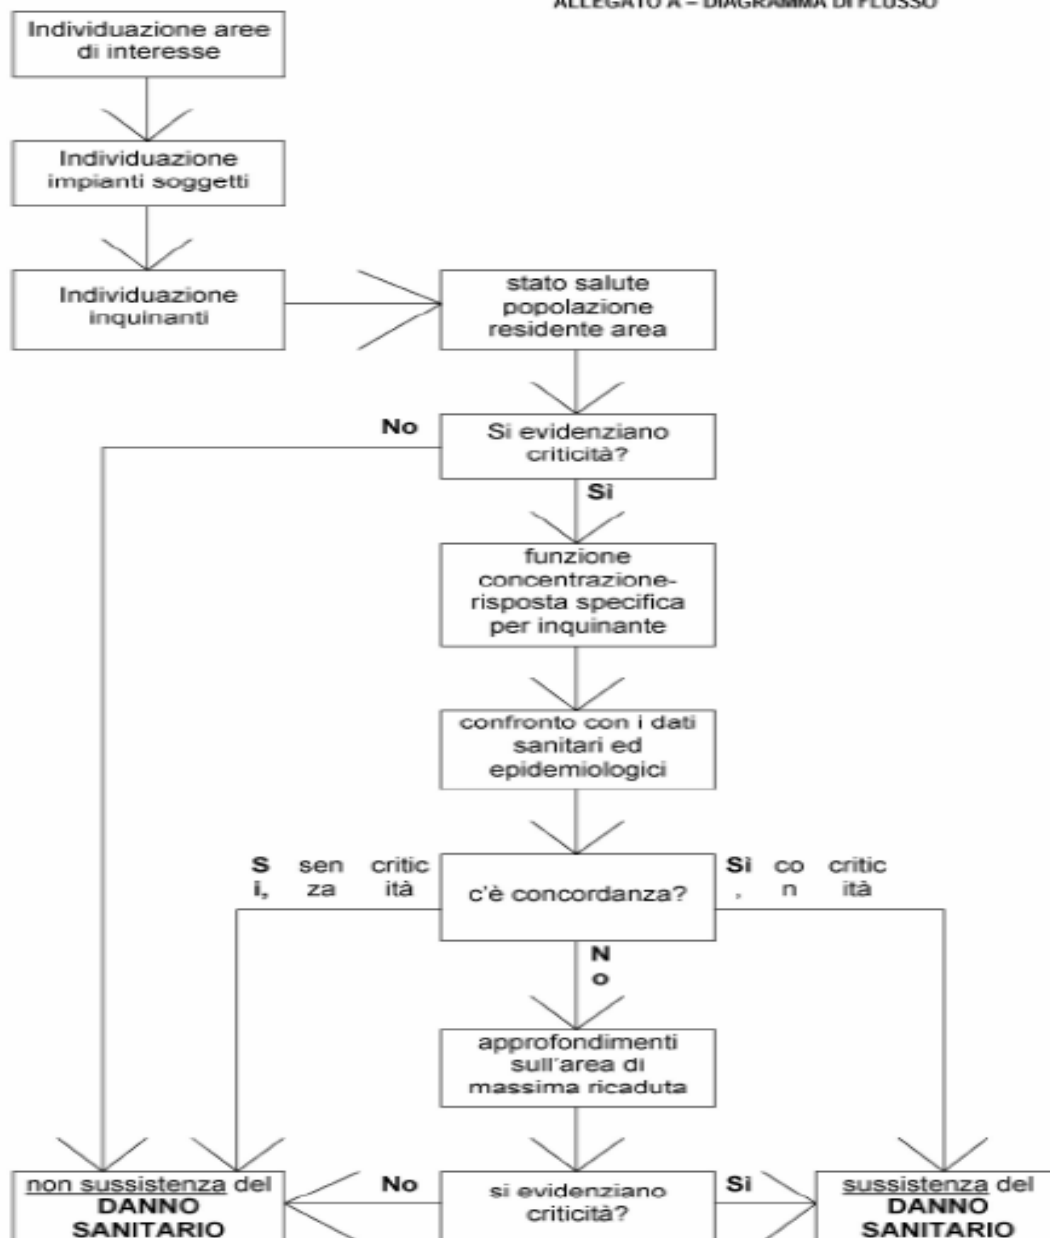 ALLEGATO A – DIAGRAMMA DI FLUSSO
Individuazione aree
di interesse
Individuazione
impianti soggetti
Individuazione
inquinanti
stato salute
popolazione
residente area
No
Si evidenziano
criticità?
Sì
funzione
concentrazione-
risposta specifica
per inquinante
confronto con i dati
sanitari ed
epidemiologici
S sen critic
i, za ità
c'è concordanza?
Sì co critic
, n ità
N
o
approfondimenti
sull'area di
massima ricaduta
non sussistenza del
DANNO
SANITARIO
No
si evidenziano
criticità?
Sì
sussistenza del
DANNO
SANITARIO